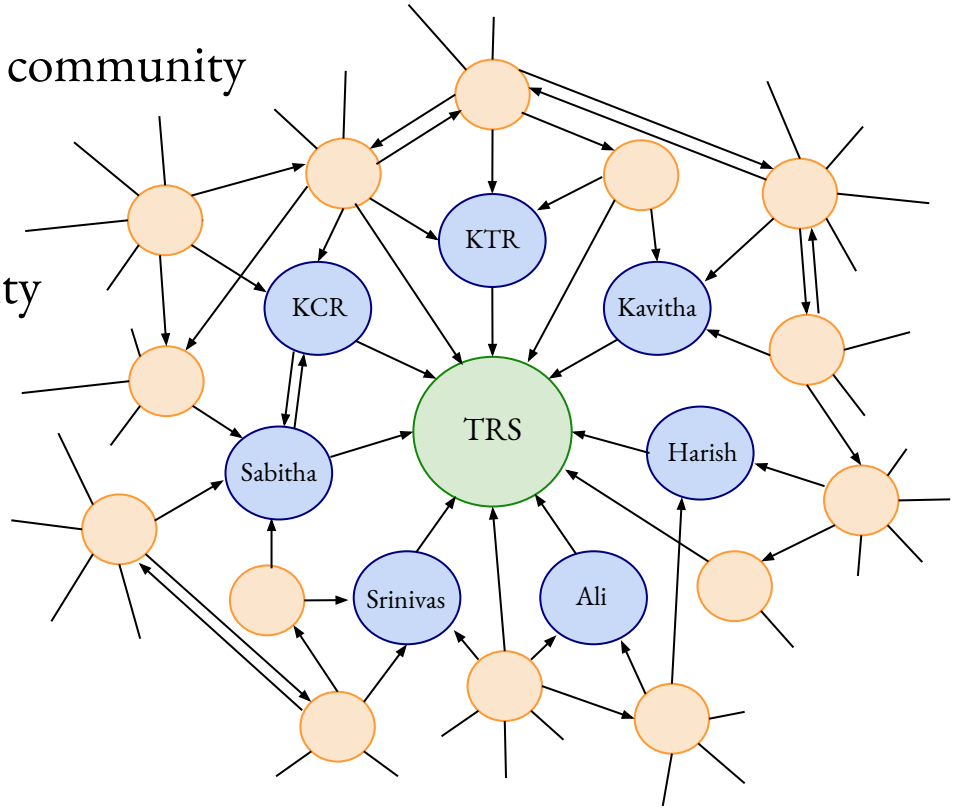 community
ty
KTR
KCR
Kavitha
TRS
Harish
Sabitha
Srinivas
Ali